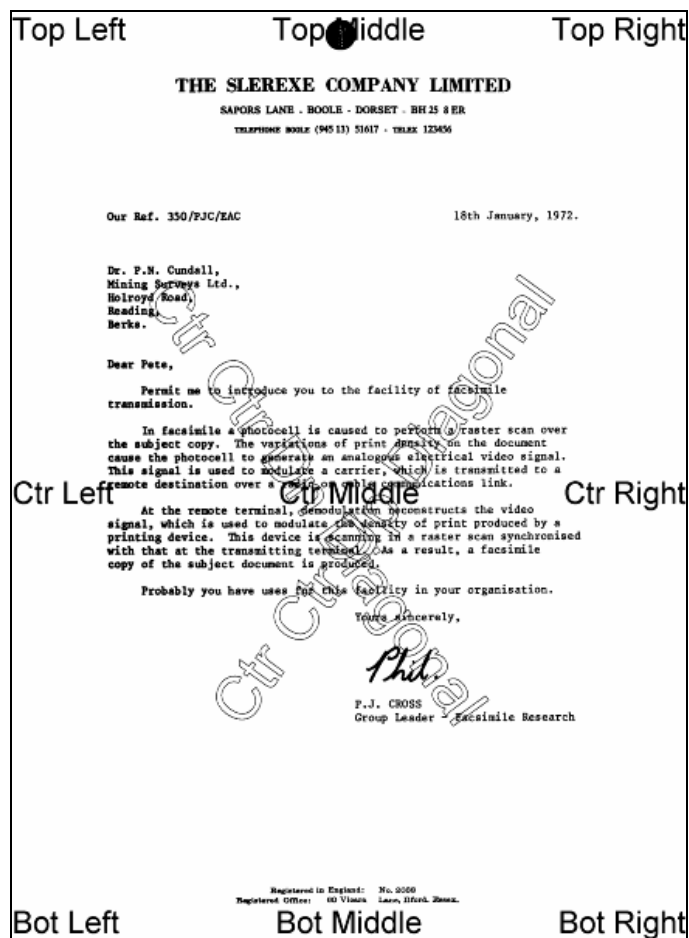 Top Left Top Middle Top Right
THE SLEREXE COMPANY LIMITED
SAPORS LANE . BOOLE - DORSET . BH 25 8 ER
TELEPHONE BOOLE (945 13) 51617 - TELEX 123456
Our Ref. 350/PJC/EAC 18th January, 1972.
Dr. P.N. Cundall,
Mining Surveys Ltd.,
Holroyd Road,
Reading,
Berks.
Dear Pete,
Permit me to introduce you to the facility of facsimile
transmission.
In facsimile a photocell is caused to perform a raster scan over
the subject copy. The variations of print density on the document
cause the photocell to generate an analogous electrical video signal.
This signal is used to modulate a carrier, which is transmitted to a
remote destination over a radio or cable communications link.
Ctr Left Ctr Middle Ctr Right
At the remote terminal, demodulation reconstructs the video
signal, which is used to modulate the density of print produced by a
printing device. This device is scanning in a raster scan synchronised
with that at the transmitting terminal. As a result, a facsimile
copy of the subject document is produced.
Probably you have uses for this facility in your organisation.
Yours sincerely,
Phil.
P.J. CROSS
Group Leader - Facsimile Research
Ctr Ctr Diagonal
Ctr Ctr Diagonal
Registered in England: No. 2038
Registered Office: 60 Vicara Lane, Ilford. Essex.
Bot Left Bot Middle Bot Right